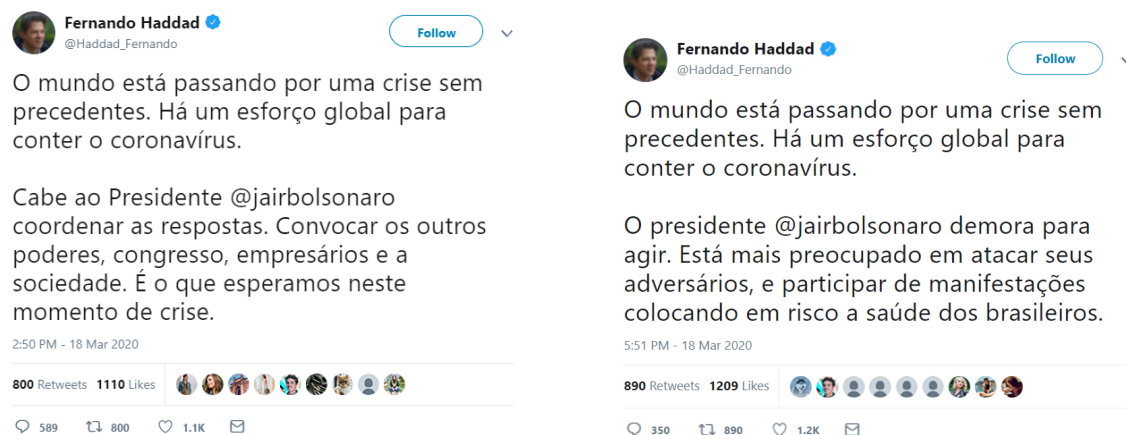 Fernando Haddad
@Haddad_Fernando
Follow
O mundo está passando por uma crise sem
precedentes. Há um esforço global para
conter o coronavírus.
Cabe ao Presidente @jairbolsonaro
coordenar as respostas. Convocar os outros
poderes, congresso, empresários e a
sociedade. É o que esperamos neste
momento de crise.
2:50 PM - 18 Mar 2020
800 Retweets 1110 Likes
589 800 1.1K
Fernando Haddad
@Haddad_Fernando
Follow
O mundo está passando por uma crise sem
precedentes. Há um esforço global para
conter o coronavírus.
O presidente @jairbolsonaro demora para
agir. Está mais preocupado em atacar seus
adversários, e participar de manifestações
colocando em risco a saúde dos brasileiros.
5:51 PM - 18 Mar 2020
890 Retweets 1209 Likes
350 890 1.2K